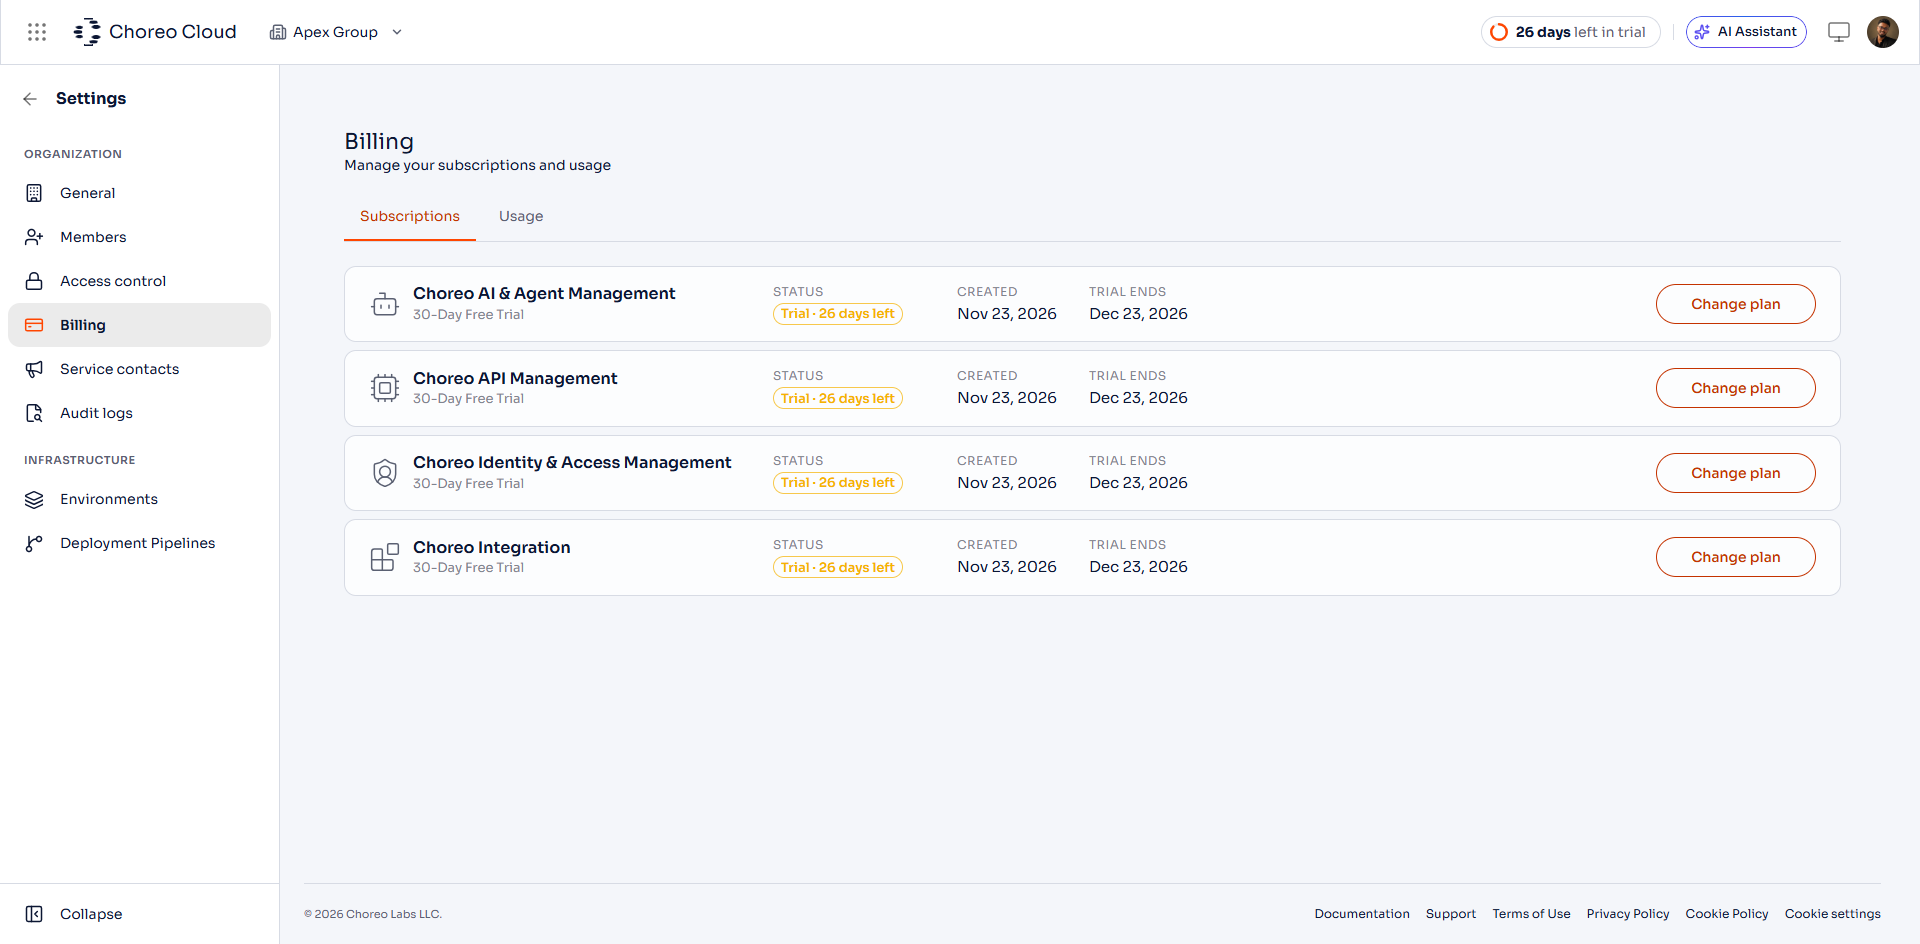 Choreo Cloud
Apex Group
26 days left in trial
AI Assistant
Settings
ORGANIZATION
General
Members
Access control
Billing
Service contacts
Audit logs
INFRASTRUCTURE
Environments
Deployment Pipelines
Collapse
Billing
Manage your subscriptions and usage
Subscriptions
Usage
Choreo AI & Agent Management
30-Day Free Trial
STATUS
Trial · 26 days left
CREATED
Nov 23, 2026
TRIAL ENDS
Dec 23, 2026
Change plan
Choreo API Management
30-Day Free Trial
STATUS
Trial · 26 days left
CREATED
Nov 23, 2026
TRIAL ENDS
Dec 23, 2026
Change plan
Choreo Identity & Access Management
30-Day Free Trial
STATUS
Trial · 26 days left
CREATED
Nov 23, 2026
TRIAL ENDS
Dec 23, 2026
Change plan
Choreo Integration
30-Day Free Trial
STATUS
Trial · 26 days left
CREATED
Nov 23, 2026
TRIAL ENDS
Dec 23, 2026
Change plan
© 2026 Choreo Labs LLC.
Documentation
Support
Terms of Use
Privacy Policy
Cookie Policy
Cookie settings